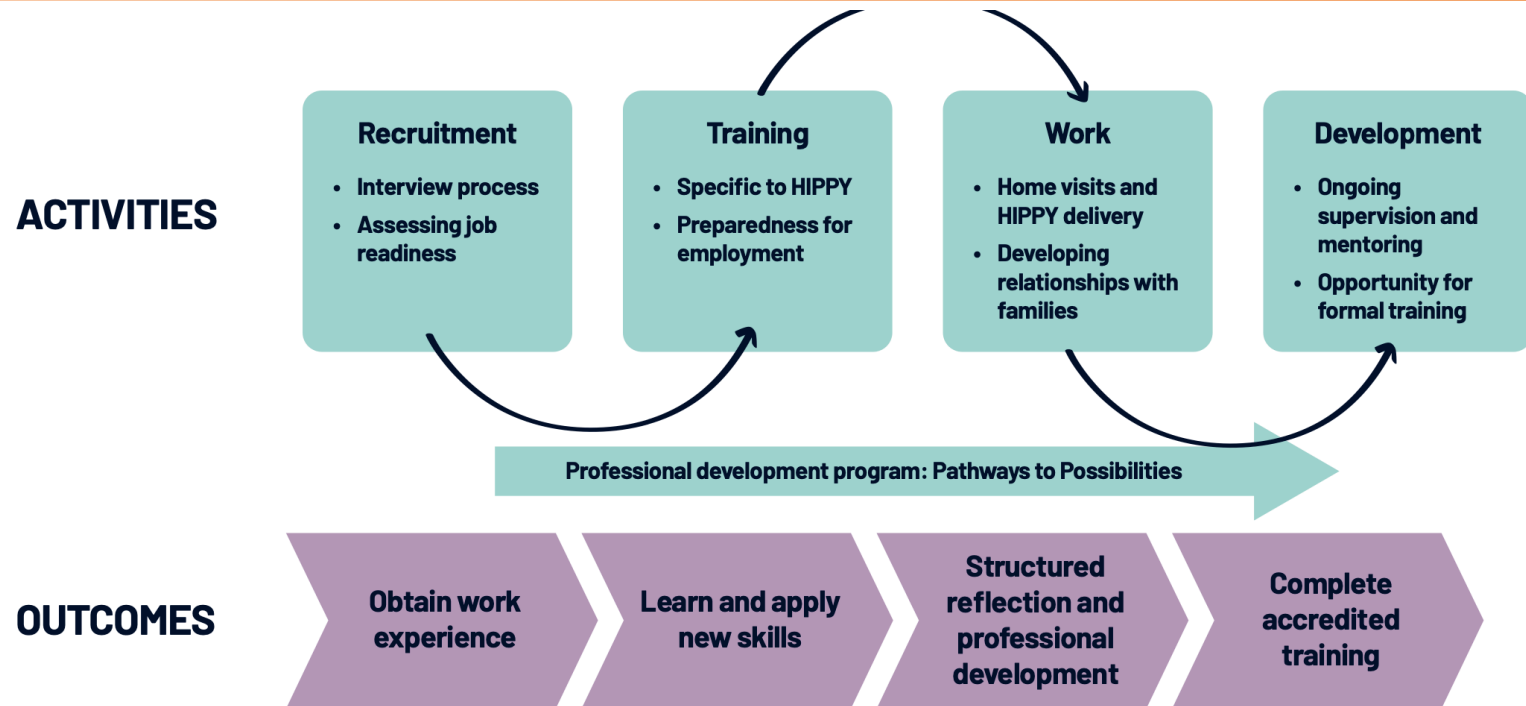 ACTIVITIES
Recruitment
• Interview process
• Assessing job
readiness
Training
• Specific to HIPPY
• Preparedness for
employment
Work
• Home visits and
HIPPY delivery
• Developing
relationships with
families
Development
• Ongoing
supervision and
mentoring
• Opportunity for
formal training
Professional development program: Pathways to Possibilities
OUTCOMES
Obtain work
experience
Learn and apply
new skills
Structured
reflection and
professional
development
Complete
accredited
training